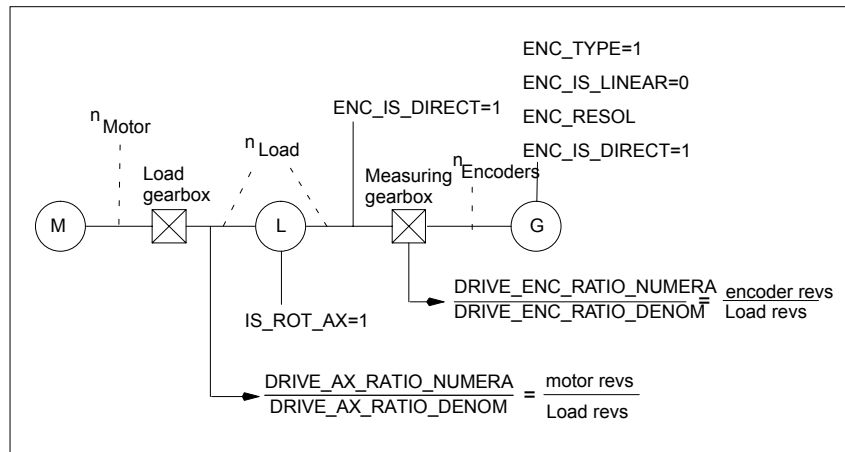 ENC_TYPE=1
ENC_IS_LINEAR=0
ENC_RESOL
ENC_IS_DIRECT=1
ENC_IS_DIRECT=1
n Motor
n Load
n Encoders
Load
gearbox
Measuring
gearbox
M
L
G
IS_ROT_AX=1
DRIVE_ENC_RATIO_NUMERA
DRIVE_ENC_RATIO_DENOM
=
encoder revs
Load revs
DRIVE_AX_RATIO_NUMERA
DRIVE_AX_RATIO_DENOM
=
motor revs
Load revs